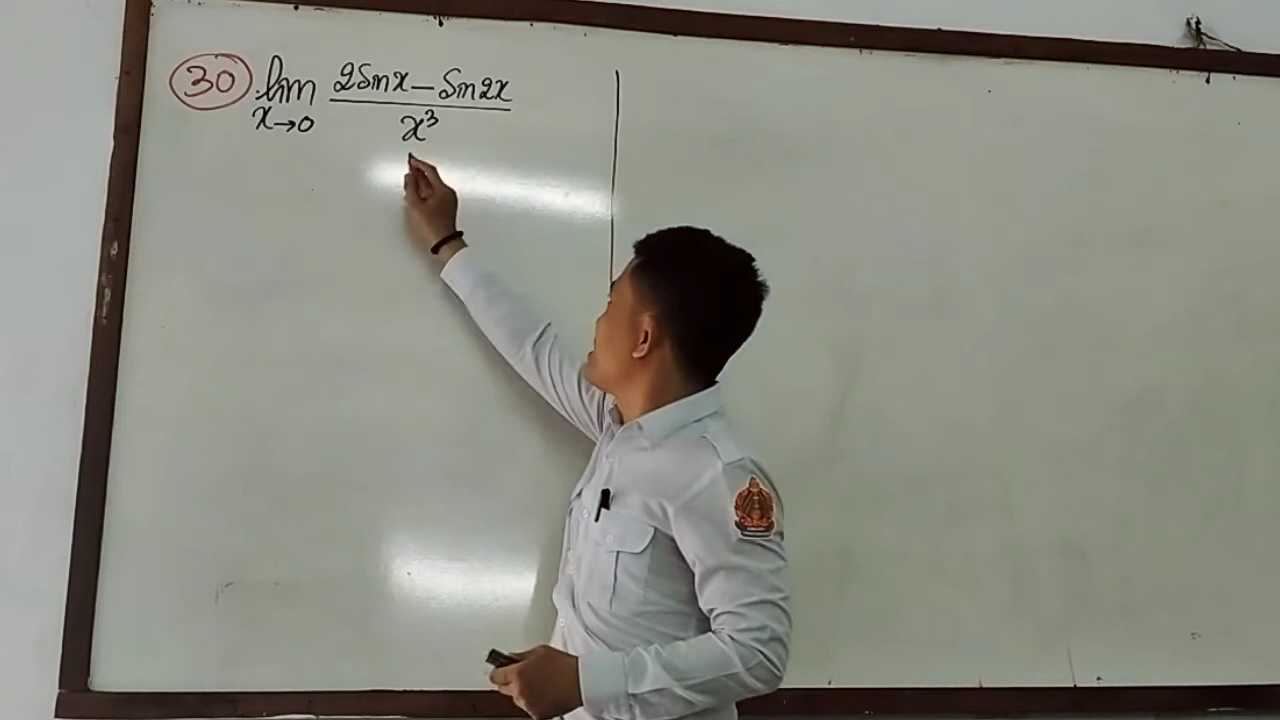 30 lim 2sinx - sin2x
x→0 x³